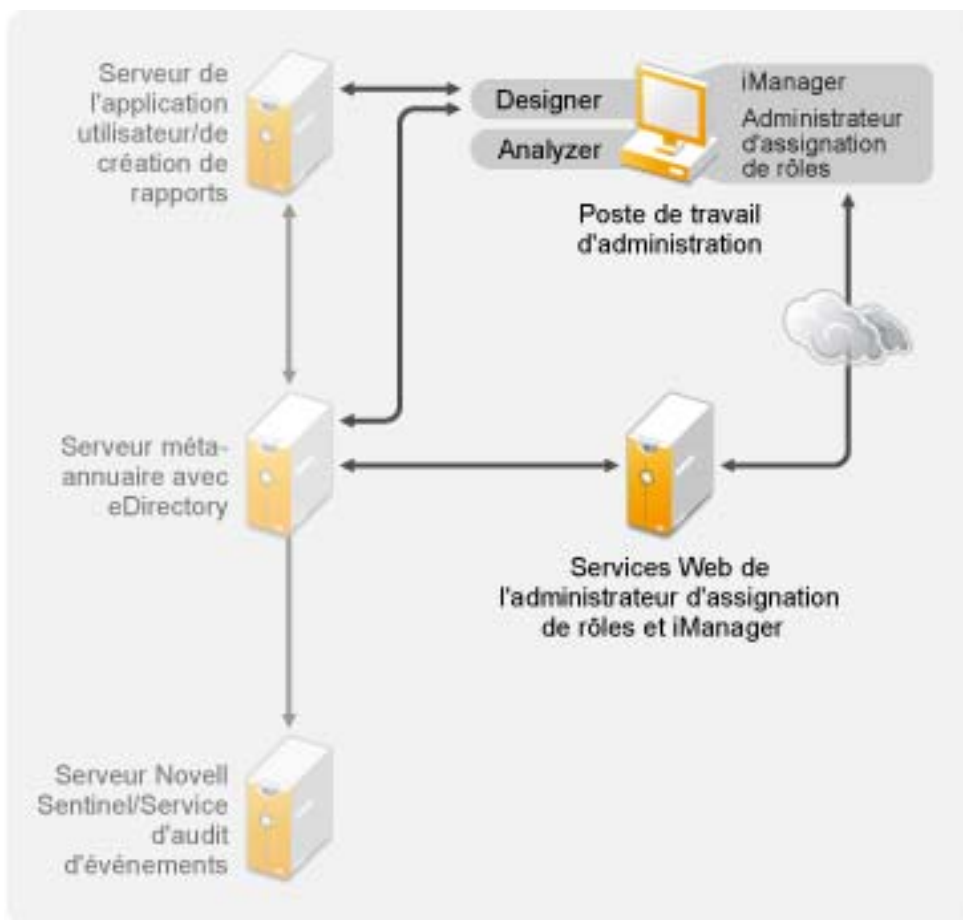 Serveur de
l'application
utilisateur/de
création de
rapports
Designer
Analyzer
iManager
Administrateur
d'assignation
de rôles
Poste de travail
d'administration
Serveur méta-
annuaire avec
eDirectory
Services Web de
l'administrateur d'assignation
de rôles et iManager
Serveur Novell
Sentinel/Service
d'audit
d'événements